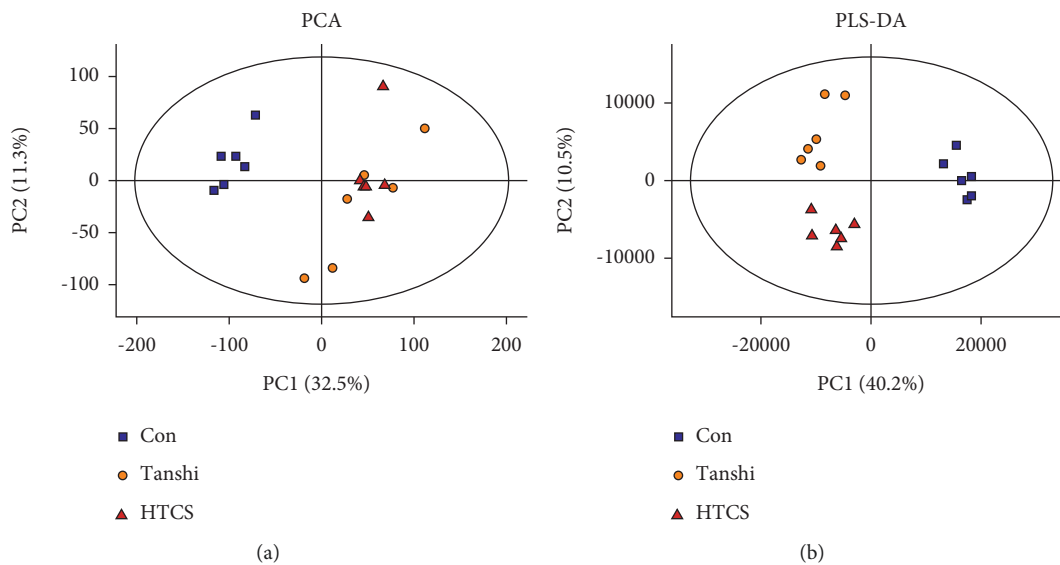 PCA
100
50
0
-50
-100
PC2 (11.3%)
-200 -100 0 100 200
PC1 (32.5%)
Con
Tanshi
HTCS
(a)
PLS-DA
10000
0
-10000
PC2 (10.5%)
-20000 0 20000
PC1 (40.2%)
Con
Tanshi
HTCS
(b)